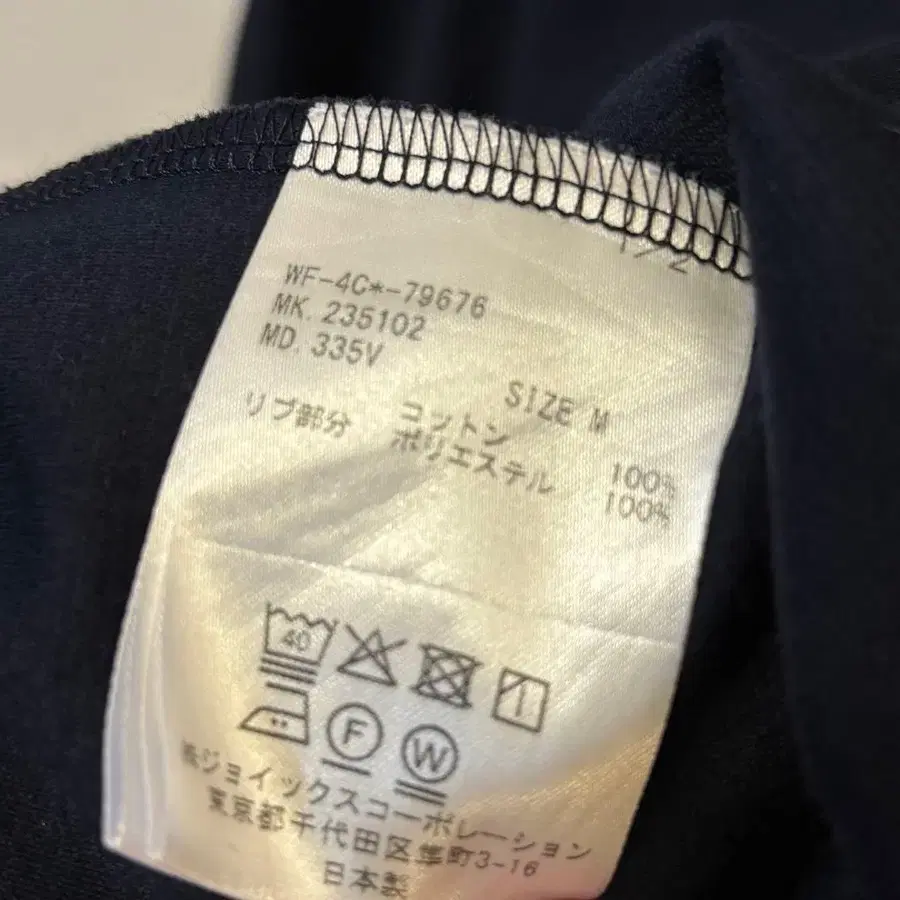 1/2
WF-4C*-79676
MK. 235102
MD. 335V
SIZE M
コットン 100%
リブ部分 ポリエステル 100%
40
F
W
㈱ジョイックスコーポレーション
東京都千代田区隼町3-16
日本製